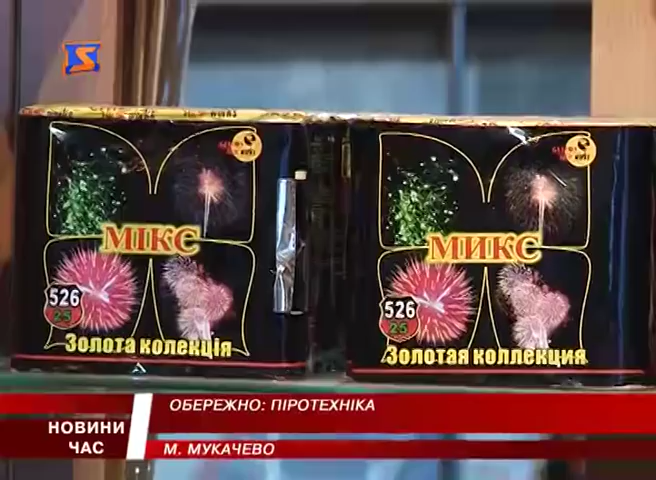 МІКС
526
25
Золота колекція
МИКС
526
25
Золотая коллекция
НОВИНИ
ЧАС
ОБЕРЕЖНО: ПІРОТЕХНІКА
М. МУКАЧЕВО